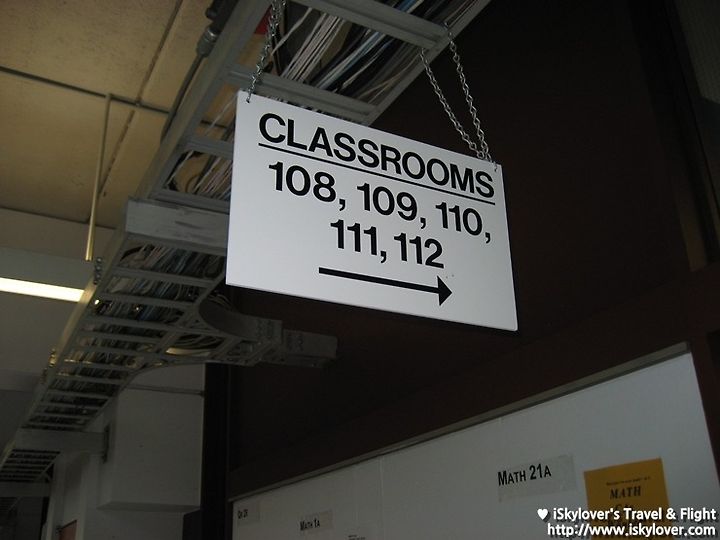 CLASSROOMS
108, 109, 110,
111, 112
MATH 21A
MATH
MATH 1A
♥ iSkylover's Travel & Flight
http://www.iskylover.com